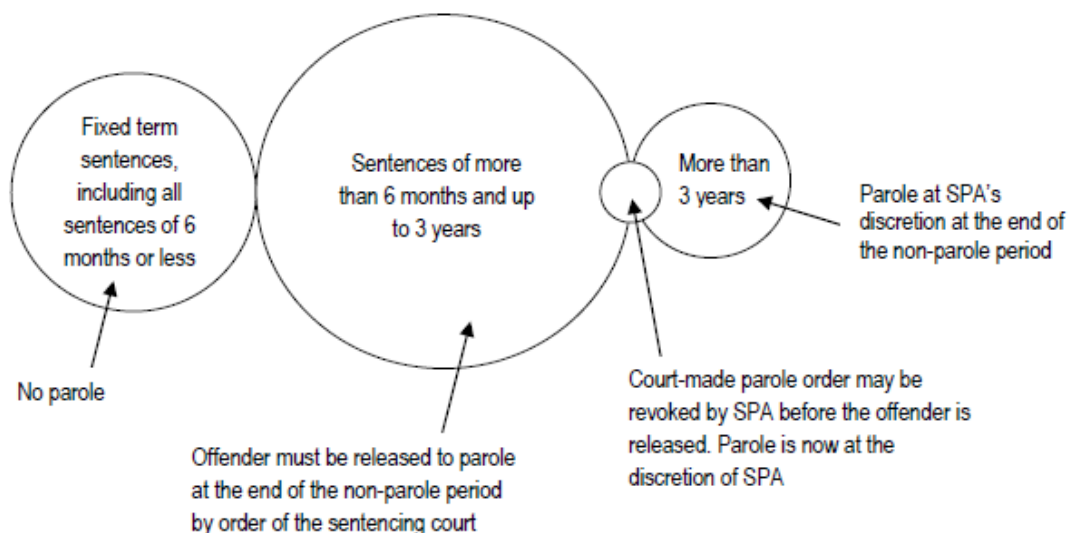 Fixed term
sentences,
including all
sentences of 6
months or less
Sentences of more
than 6 months and up
to 3 years
More than
3 years
Parole at SPA's
discretion at the end of
the non-parole period
No parole
Offender must be released to parole
at the end of the non-parole period
by order of the sentencing court
Court-made parole order may be
revoked by SPA before the offender is
released. Parole is now at the
discretion of SPA